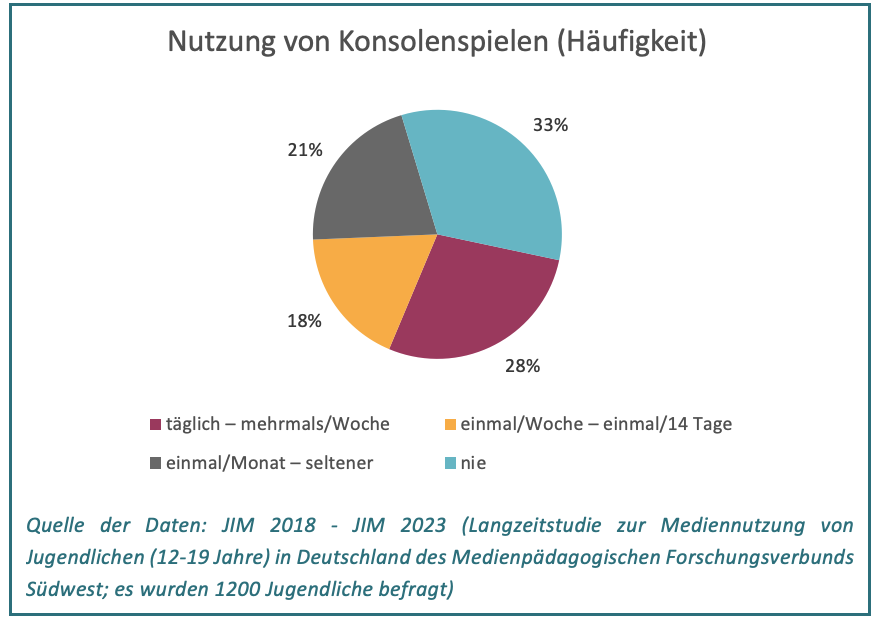 Nutzung von Konsolenspielen (Häufigkeit)
33%
21%
18%
28%
täglich – mehrmals/Woche
einmal/Woche – einmal/14 Tage
einmal/Monat – seltener
nie
Quelle der Daten: JIM 2018 - JIM 2023 (Langzeitstudie zur Mediennutzung von
Jugendlichen (12-19 Jahre) in Deutschland des Medienpädagogischen Forschungsverbunds
Südwest; es wurden 1200 Jugendliche befragt)